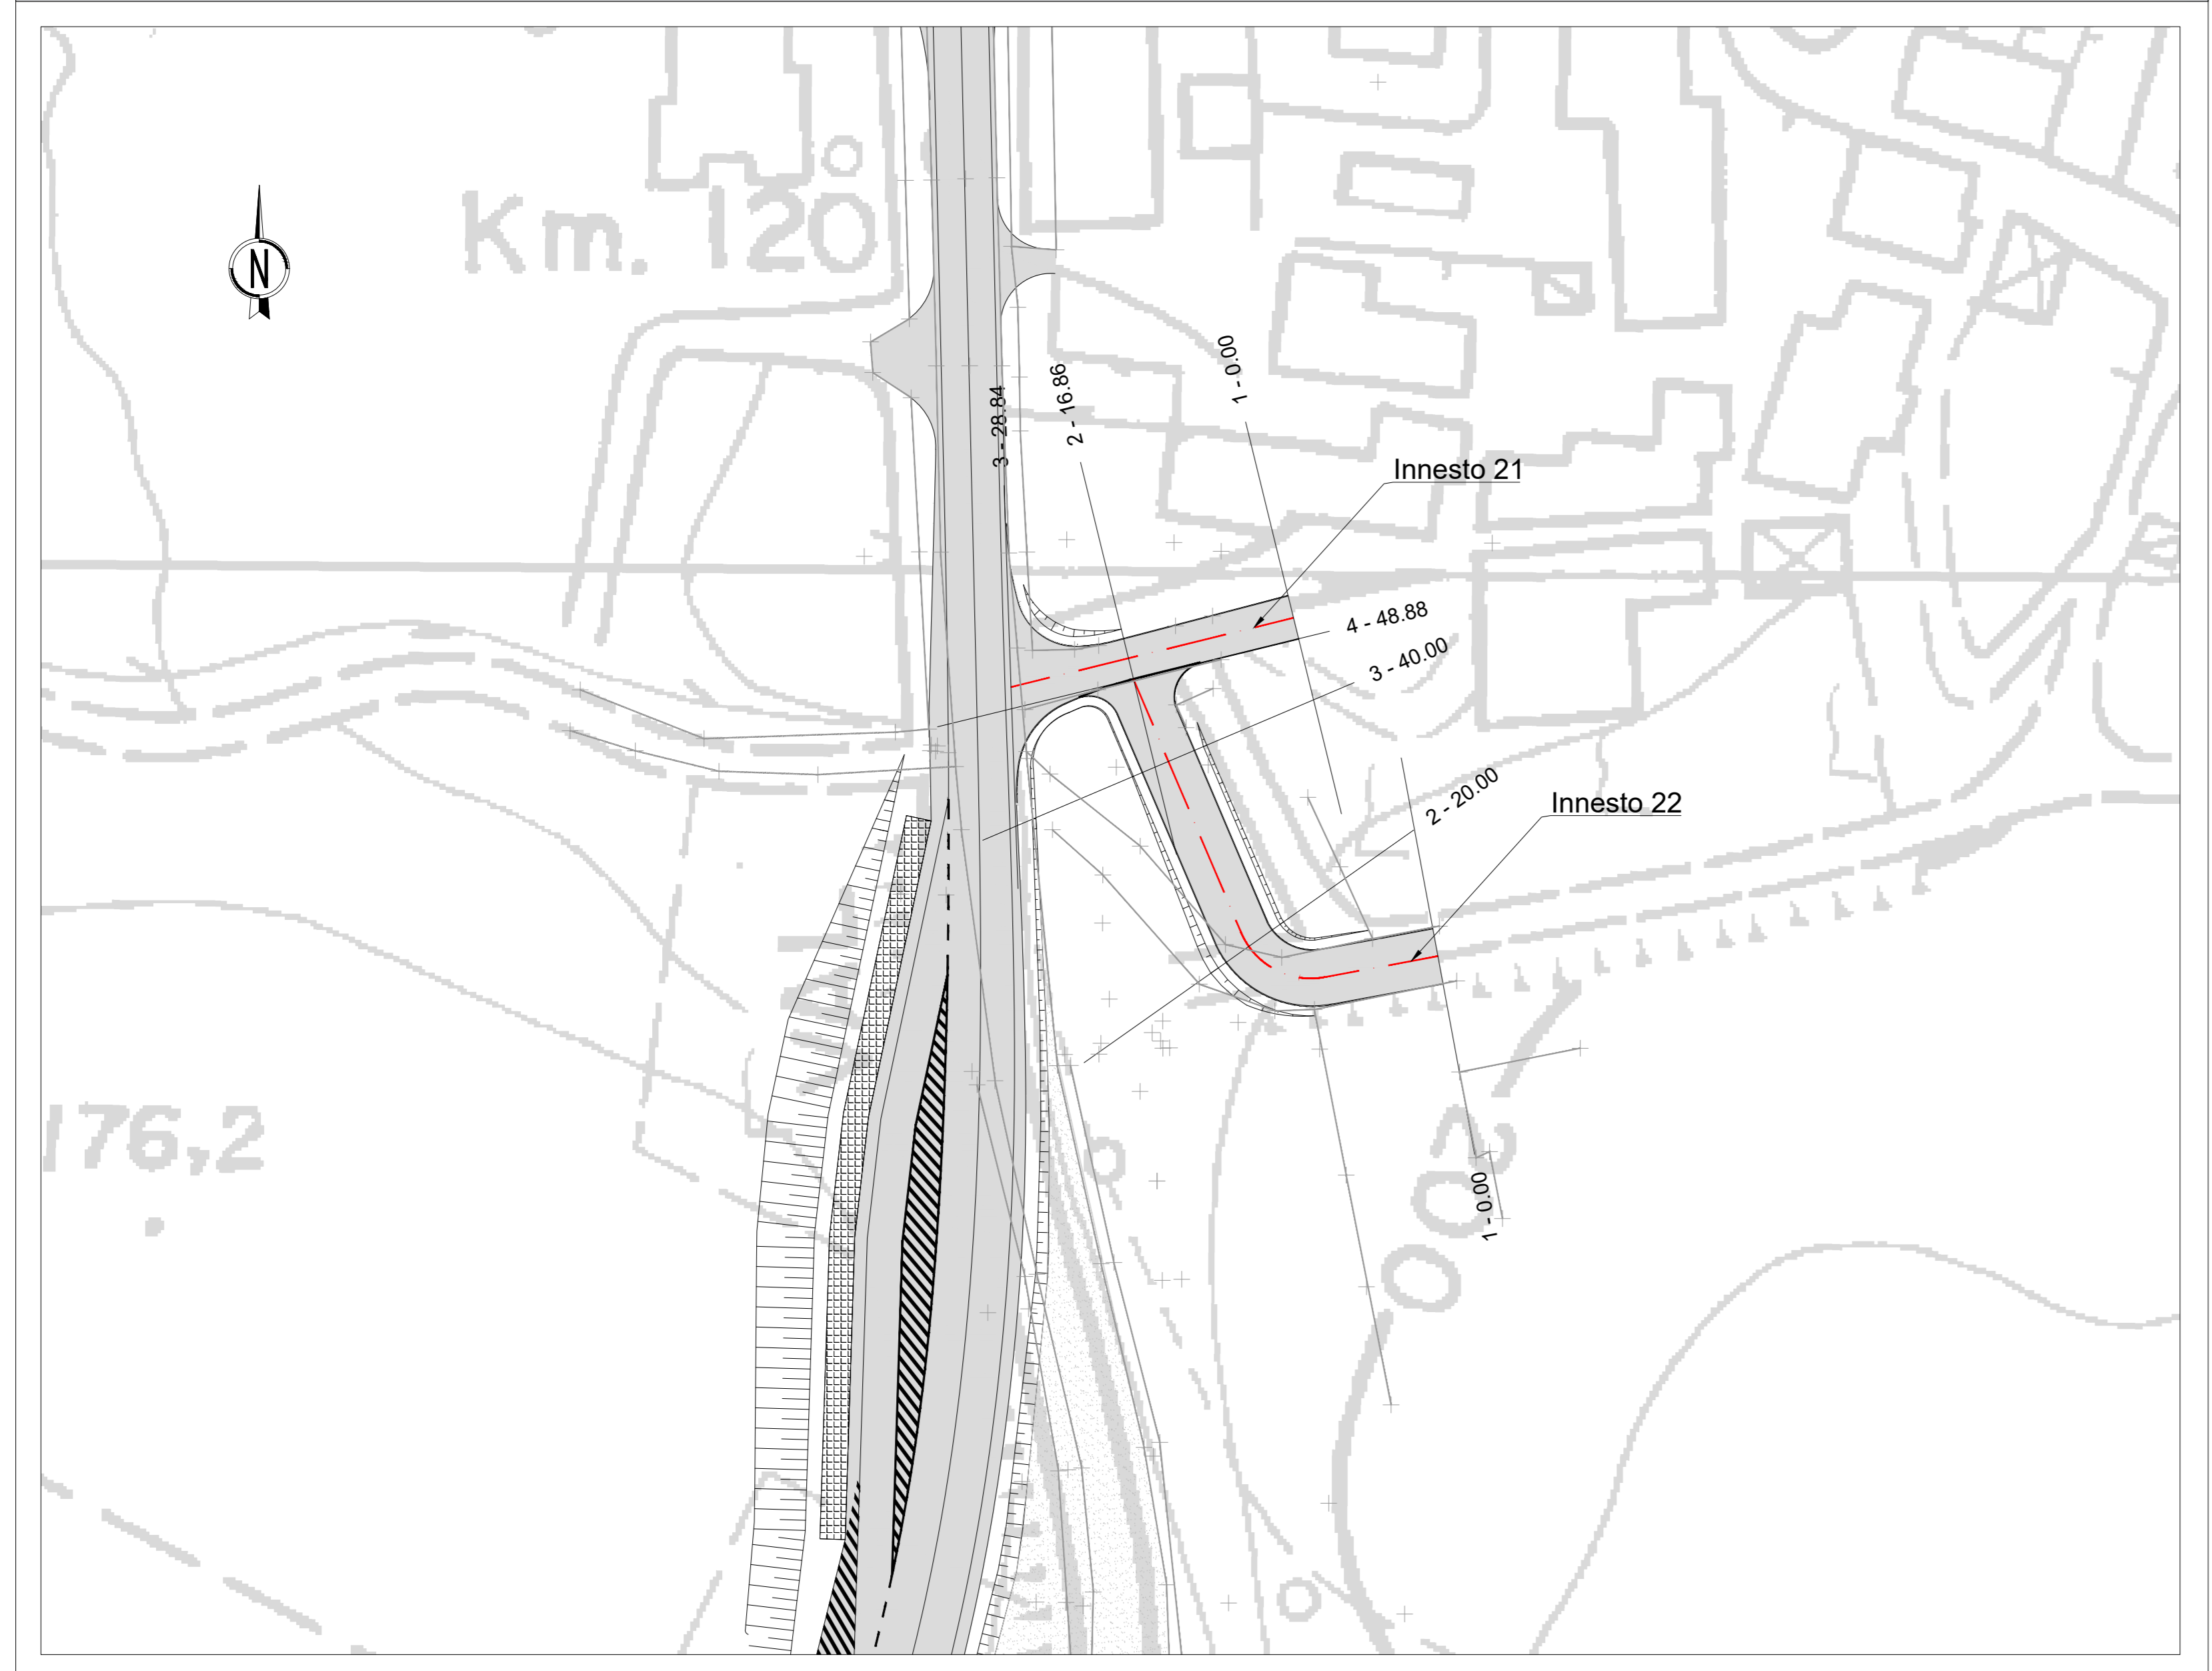 Km. 120
N
1 - 0.00
2 - 16.86
3 - 28.84
Innesto 21
4 - 48.88
3 - 40.00
2 - 20.00
Innesto 22
176,2
1 - 0.00